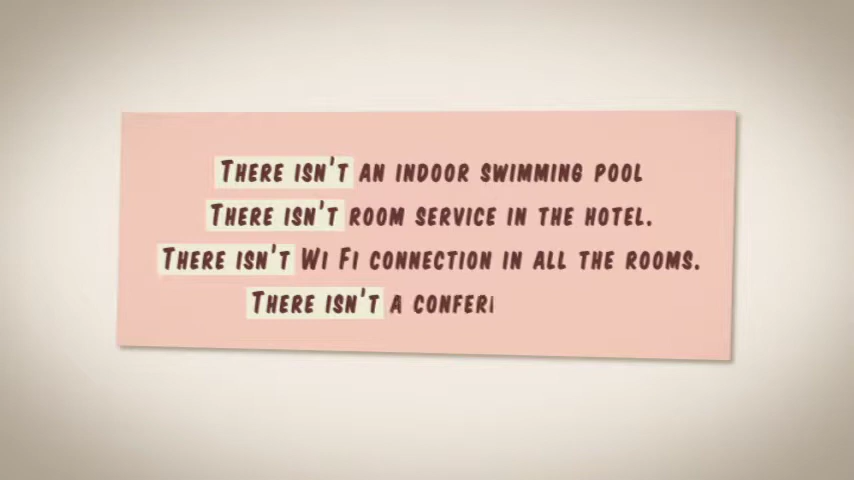 There isn't an indoor swimming pool
There isn't room service in the hotel.
There isn't Wi Fi connection in all the rooms.
There isn't a